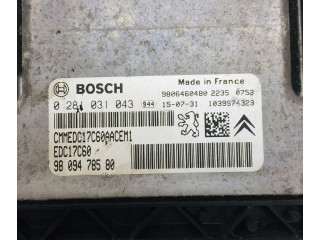 BOSCH
Made in France
9806460480 2235 0753
0 281 031 043 944 15-07-31 1039S74323
CMMEDC17C60AACEM1
EDC17C60
98 094 785 80